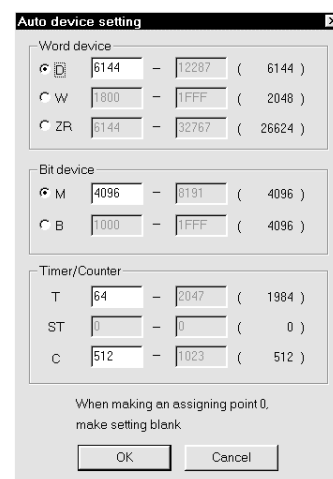 Auto device setting
Word device
D 6144 – 12287 ( 6144 )
W 1800 – 1FFF ( 2048 )
ZR 6144 – 32767 ( 26624 )
Bit device
M 4096 – 8191 ( 4096 )
B 1000 – 1FFF ( 4096 )
Timer/Counter
T 64 – 2047 ( 1984 )
ST 0 – 0 ( 0 )
C 512 – 1023 ( 512 )
When making an assigning point 0,
make setting blank
OK Cancel